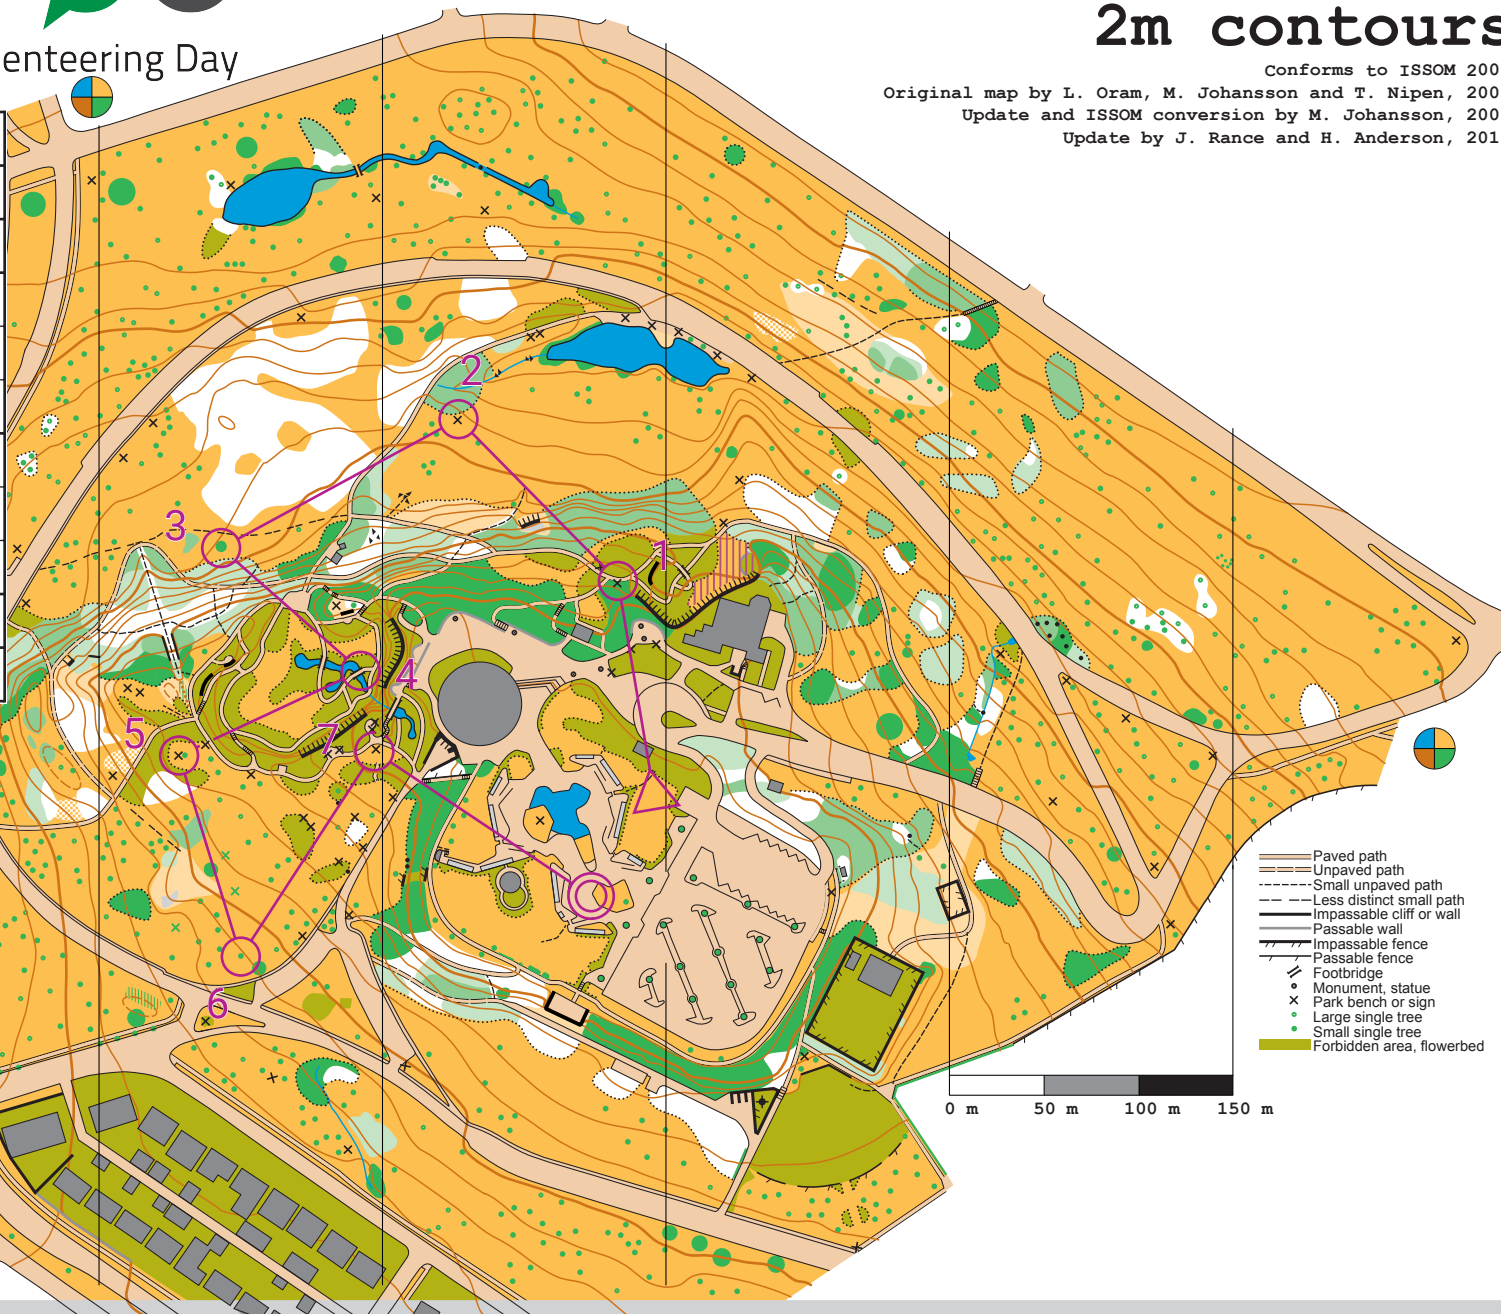 enteering Day
2m contours
Conforms to ISSOM 200
Original map by L. Oram, M. Johansson and T. Nipen, 200
Update and ISSOM conversion by M. Johansson, 200
Update by J. Rance and H. Anderson, 201
2
3
1
4
5
7
6
Paved path
Unpaved path
Small unpaved path
Less distinct small path
Impassable cliff or wall
Passable wall
Impassable fence
Passable fence
Footbridge
Monument, statue
Park bench or sign
Large single tree
Small single tree
Forbidden area, flowerbed
0 m 50 m 100 m 150 m